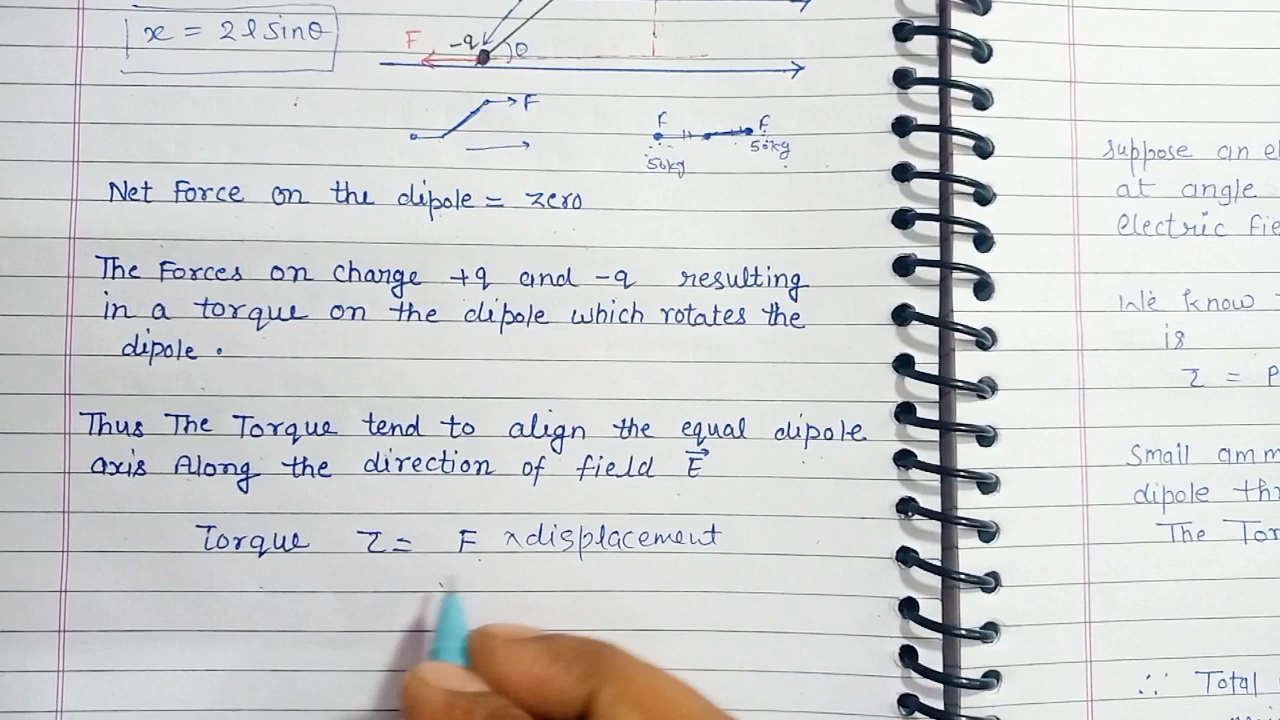 x = 2lsinθ
F
-q
θ
F
F
F
50kg
50kg
Net Force on the dipole = zero
The Forces on charge +q and -q resulting
in a torque on the dipole which rotates the
dipole.
Thus The Torque tend to align the equal dipole
axis Along the direction of field E⃗
Torque τ = F × displacement
suppose an el
at angle
electric fie
We know
is
τ = P
Small amm
dipole th
The Tor
∴ Total